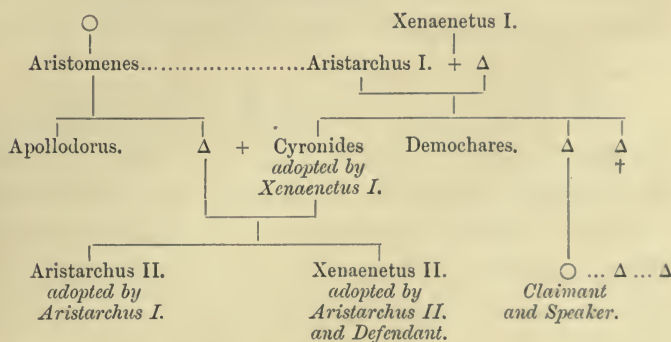 ○ Xenaenetus I.
Aristomenes........................Aristarchus I. + Δ
Apollodorus. Δ + Cyronides Demochares. Δ Δ
adopted by †
Xenaenetus I.
Aristarchus II. Xenaenetus II. ○ ... Δ ... Δ
adopted by adopted by Claimant
Aristarchus I. Aristarchus II. and Speaker.
and Defendant.